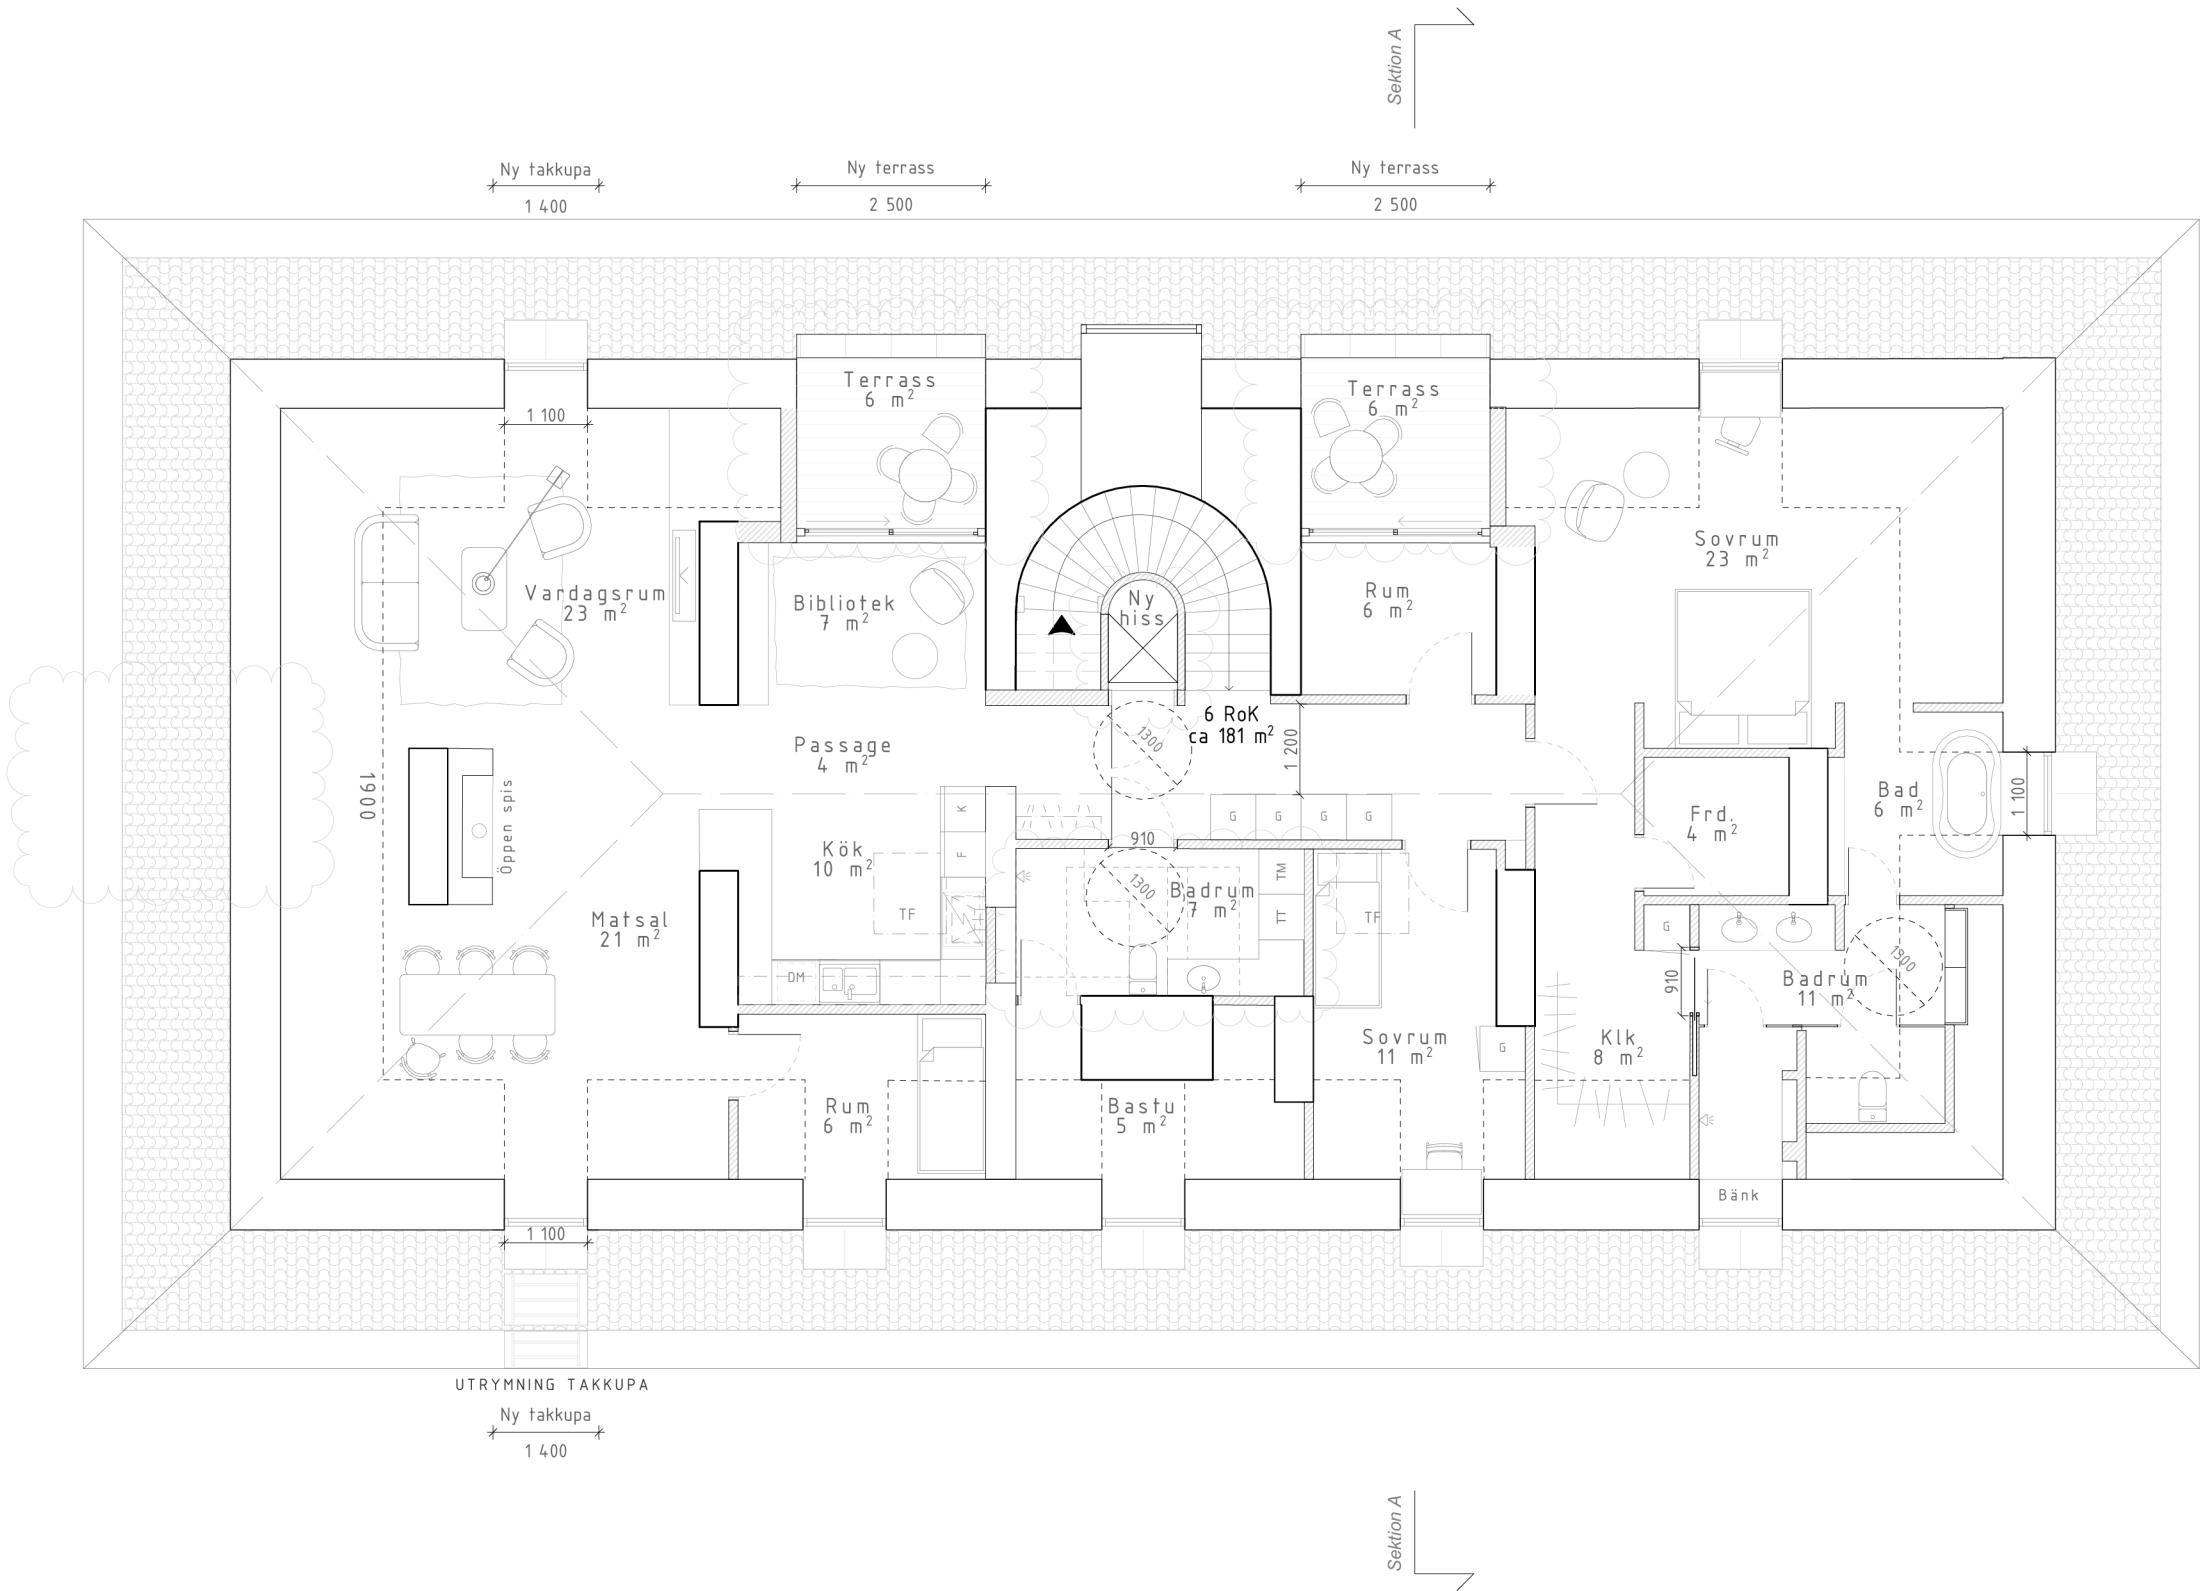 Sektion A
Ny takkupa
1 400
Ny terrass
2 500
Ny terrass
2 500
Terrass
6 m²
Terrass
6 m²
1 100
Sovrum
23 m²
Vardagsrum
23 m²
Bibliotek
7 m²
Ny
hiss
Rum
6 m²
6 RoK
ca 181 m²
1300
1 200
Passage
4 m²
1900
Öppen spis
K
F
Kök
10 m²
TF
DM
G
G
G
G
910
1300
Badrum
7 m²
TM
TT
TF
Frd.
4 m²
Bad
6 m²
1 100
Matsal
21 m²
G
910
Badrum
11 m²
1300
Sovrum
11 m²
G
Klk
8 m²
Rum
6 m²
Bastu
5 m²
Bänk
1 100
UTRYMNING TAKKUPA
Ny takkupa
1 400
Sektion A